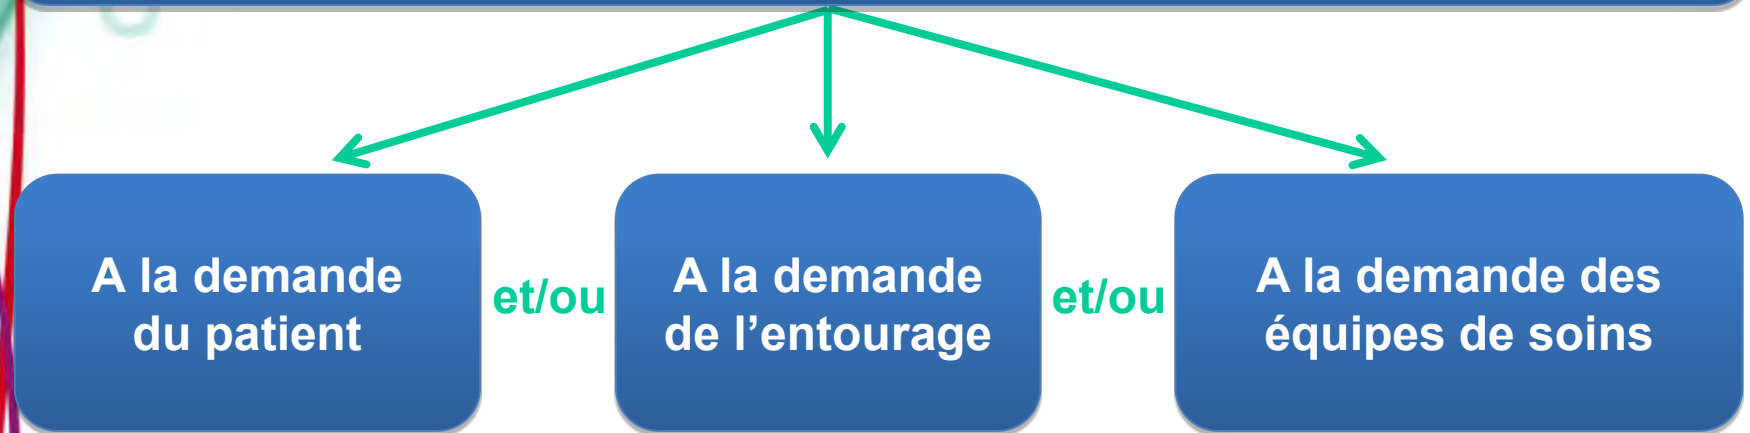 A la demande
du patient
et/ou
A la demande
de l’entourage
et/ou
A la demande des
équipes de soins